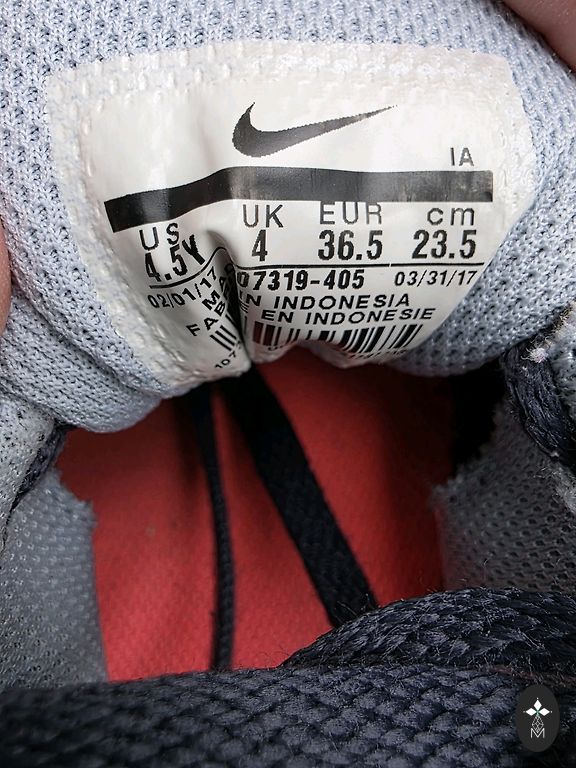 IA
US UK EUR cm
4.5Y 4 36.5 23.5
02/01/17 7319-405 03/31/17
IN INDONESIA
EN INDONESIE
M